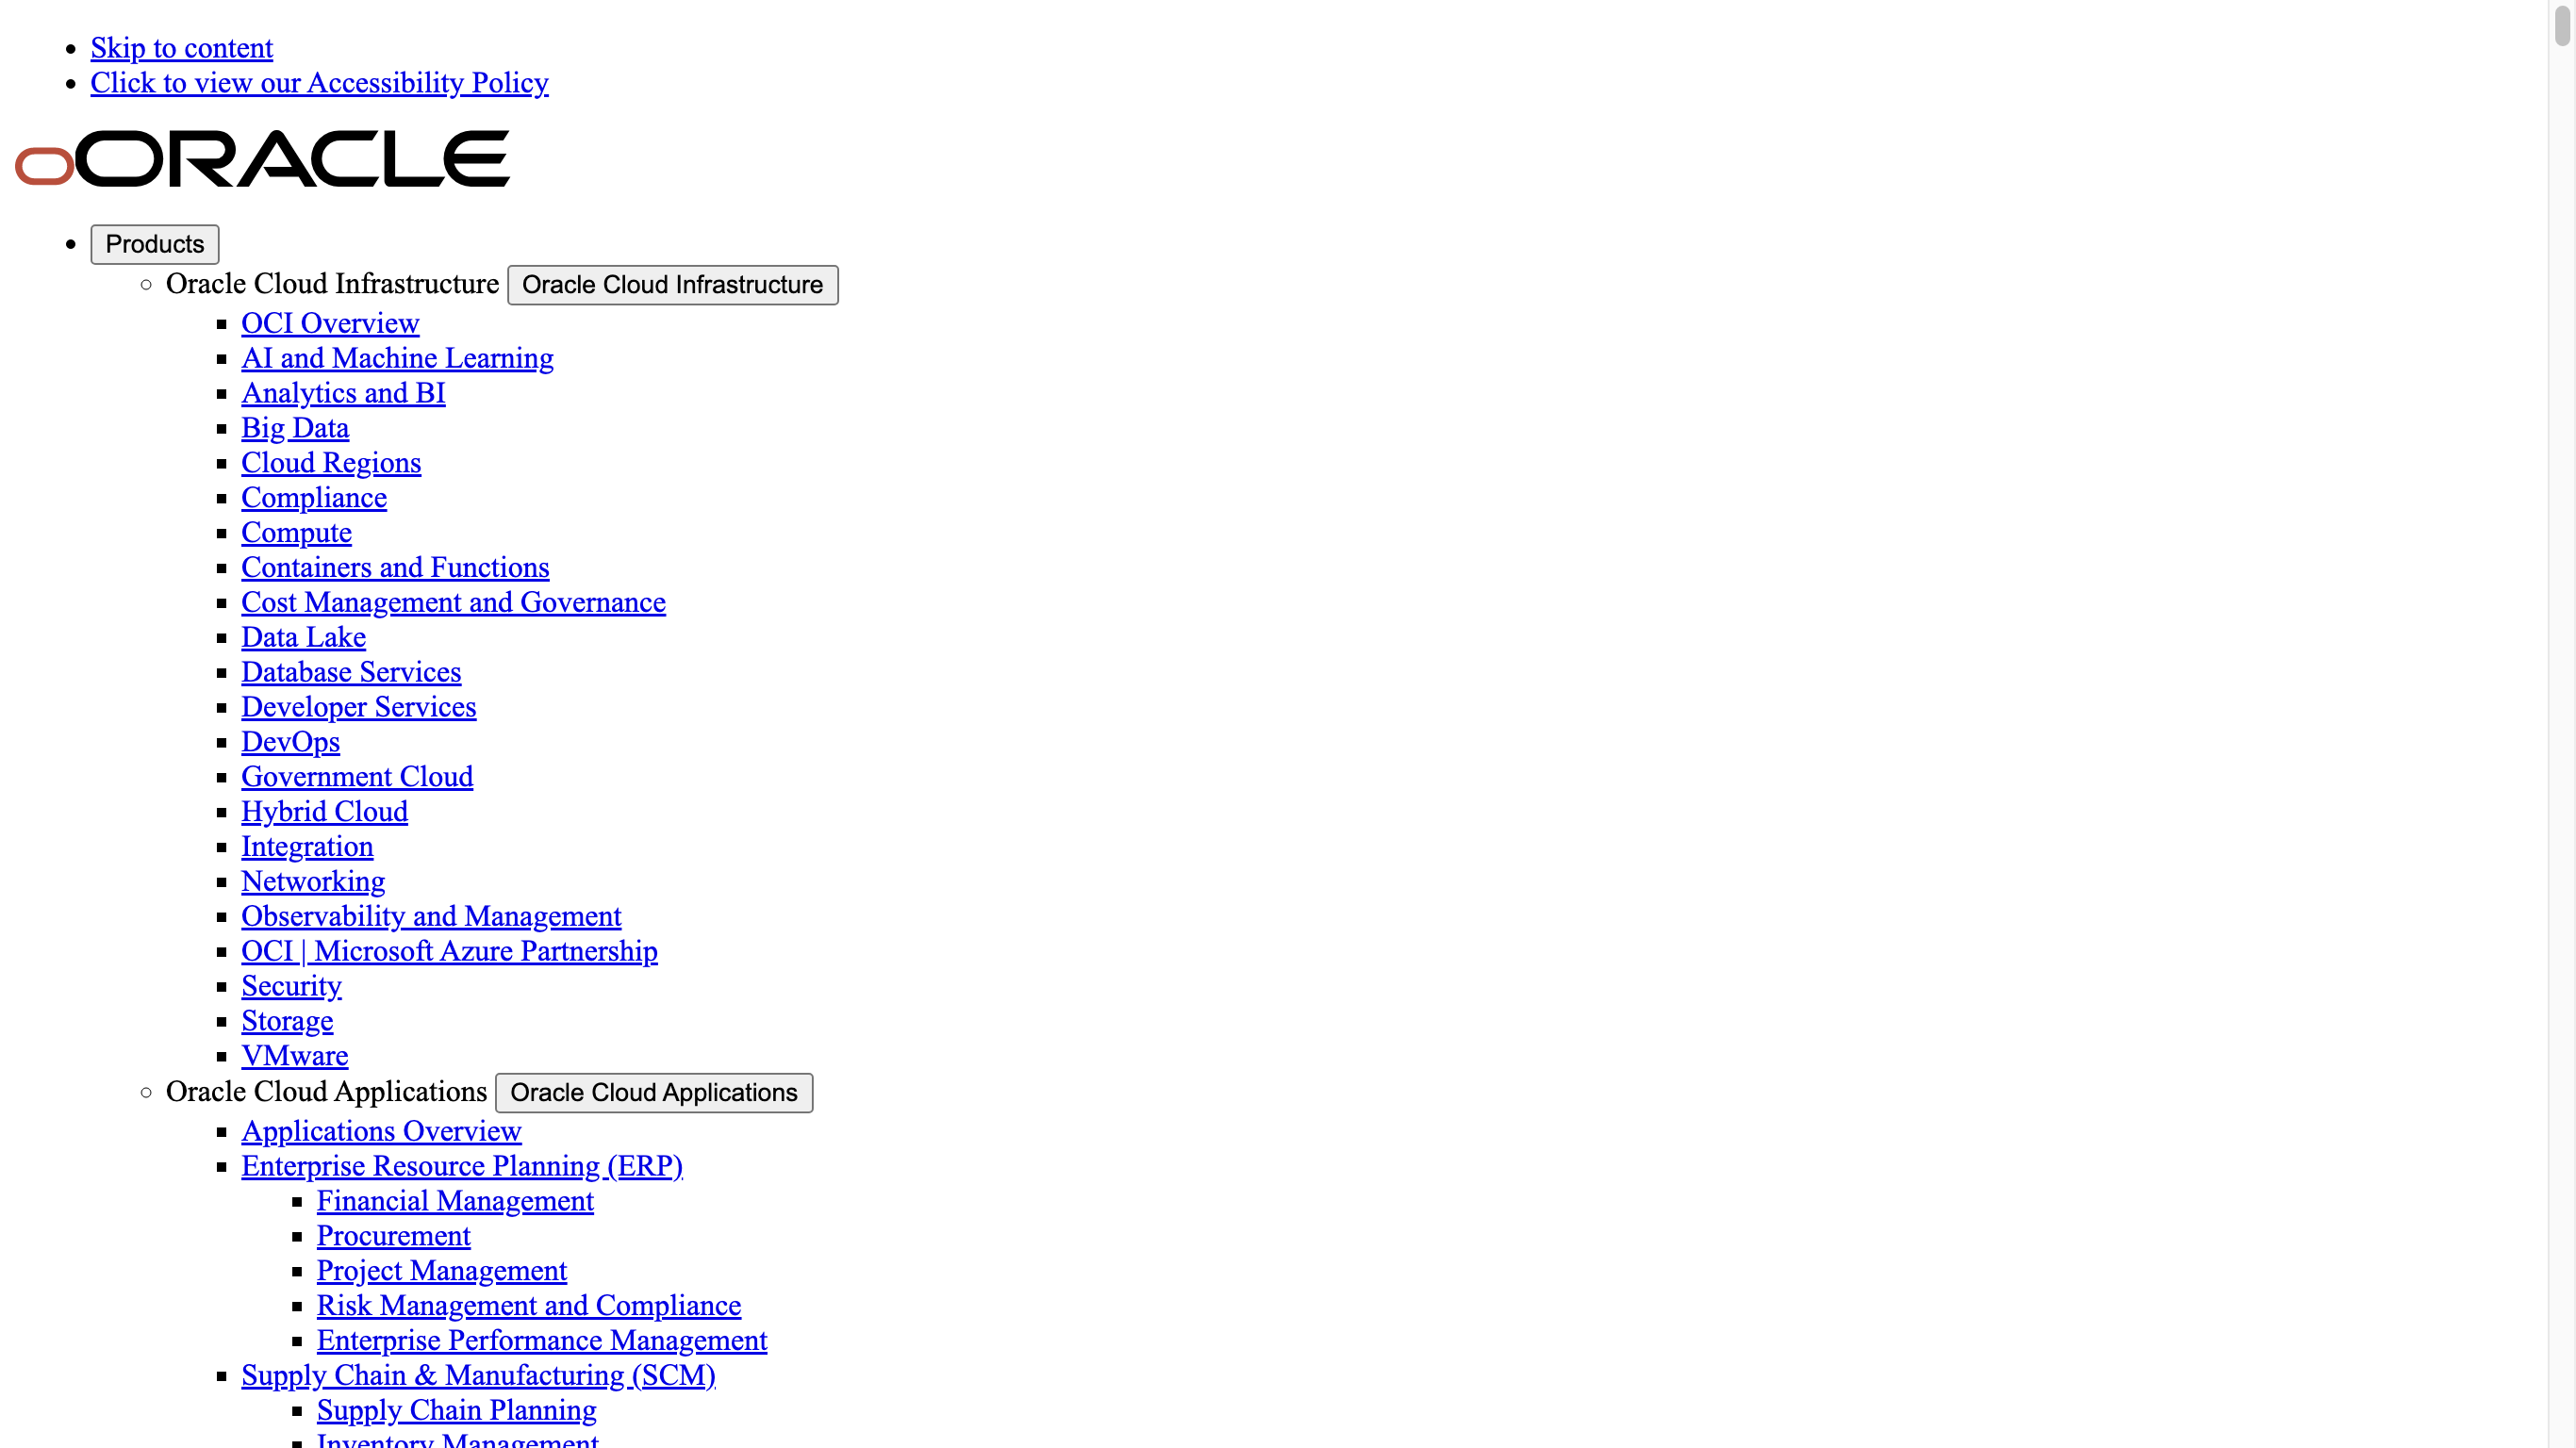 Skip to content
Click to view our Accessibility Policy
ORACLE
Products
Oracle Cloud Infrastructure Oracle Cloud Infrastructure
OCI Overview
AI and Machine Learning
Analytics and BI
Big Data
Cloud Regions
Compliance
Compute
Containers and Functions
Cost Management and Governance
Data Lake
Database Services
Developer Services
DevOps
Government Cloud
Hybrid Cloud
Integration
Networking
Observability and Management
OCI | Microsoft Azure Partnership
Security
Storage
VMware
Oracle Cloud Applications Oracle Cloud Applications
Applications Overview
Enterprise Resource Planning (ERP)
Financial Management
Procurement
Project Management
Risk Management and Compliance
Enterprise Performance Management
Supply Chain & Manufacturing (SCM)
Supply Chain Planning
Inventory Management